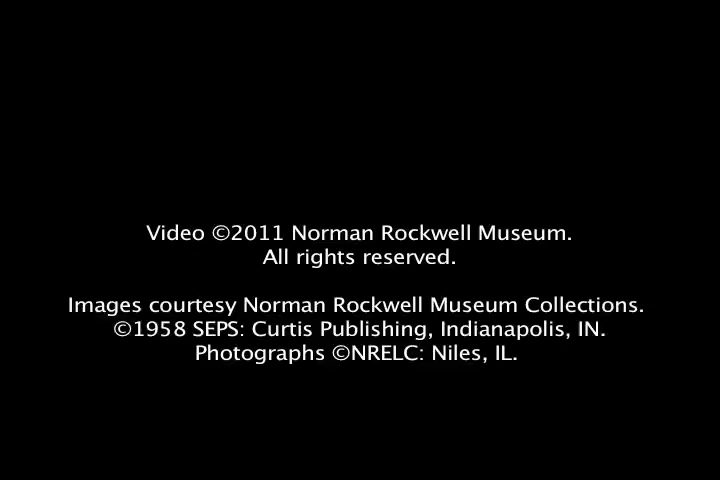 Video ©2011 Norman Rockwell Museum.
All rights reserved.
Images courtesy Norman Rockwell Museum Collections.
©1958 SEPS: Curtis Publishing, Indianapolis, IN.
Photographs ©NRELC: Niles, IL.